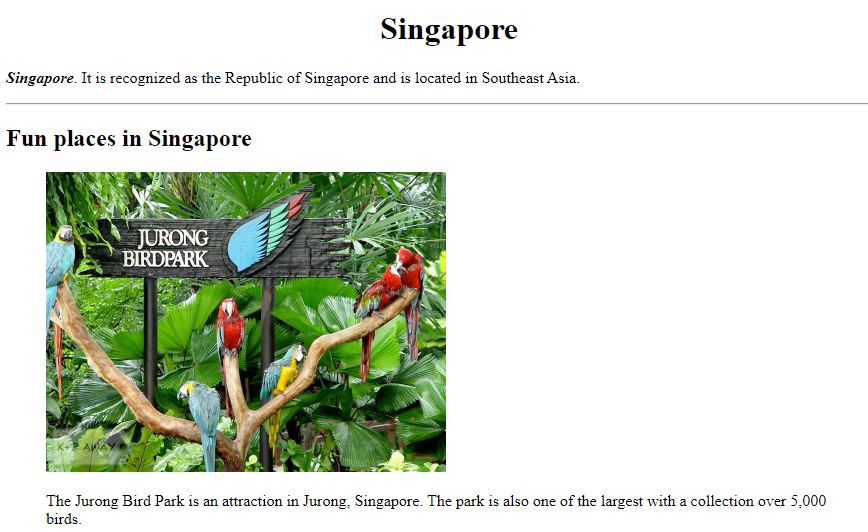 Singapore
Singapore. It is recognized as the Republic of Singapore and is located in Southeast Asia.
Fun places in Singapore
JURONG
BIRDPARK
The Jurong Bird Park is an attraction in Jurong, Singapore. The park is also one of the largest with a collection over 5,000
birds.